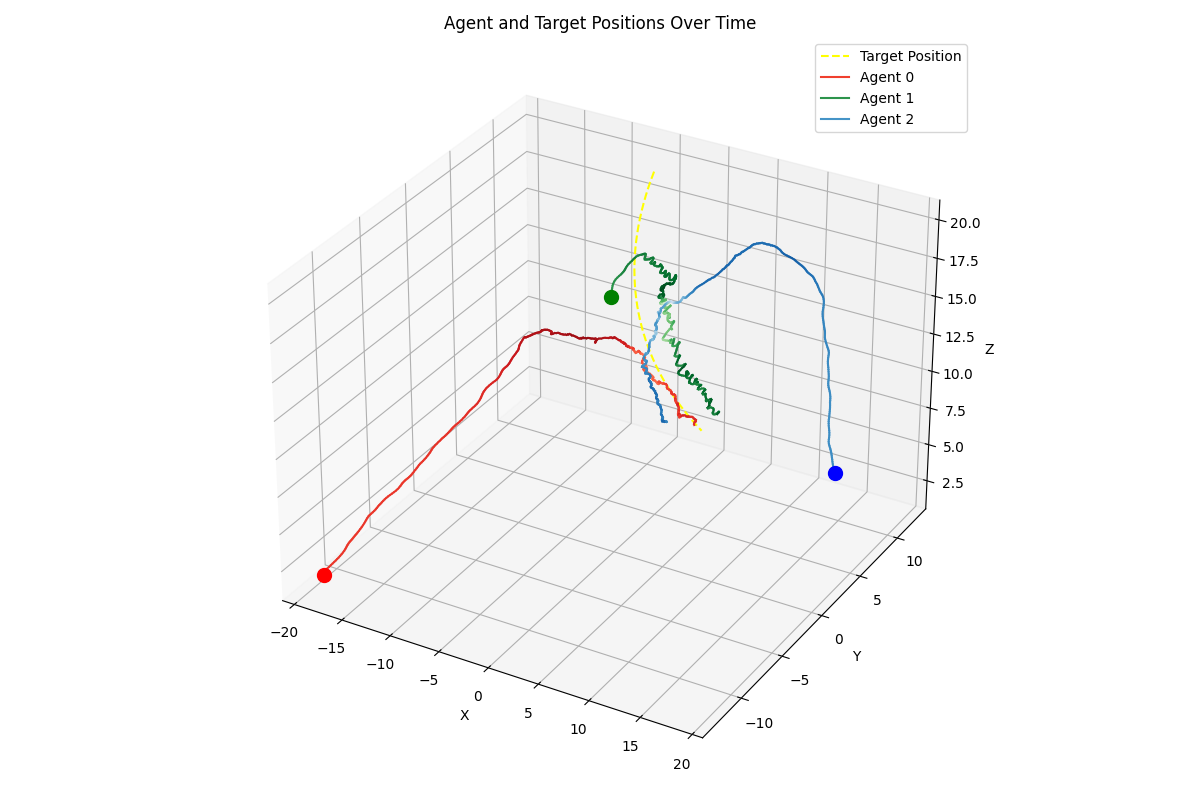 Agent and Target Positions Over Time
Target Position
Agent 0
Agent 1
Agent 2
20.0
17.5
15.0
12.5
10.0
7.5
5.0
2.5
Z
10
5
0
−5
−10
Y
−20
−15
−10
−5
0
5
10
15
20
X